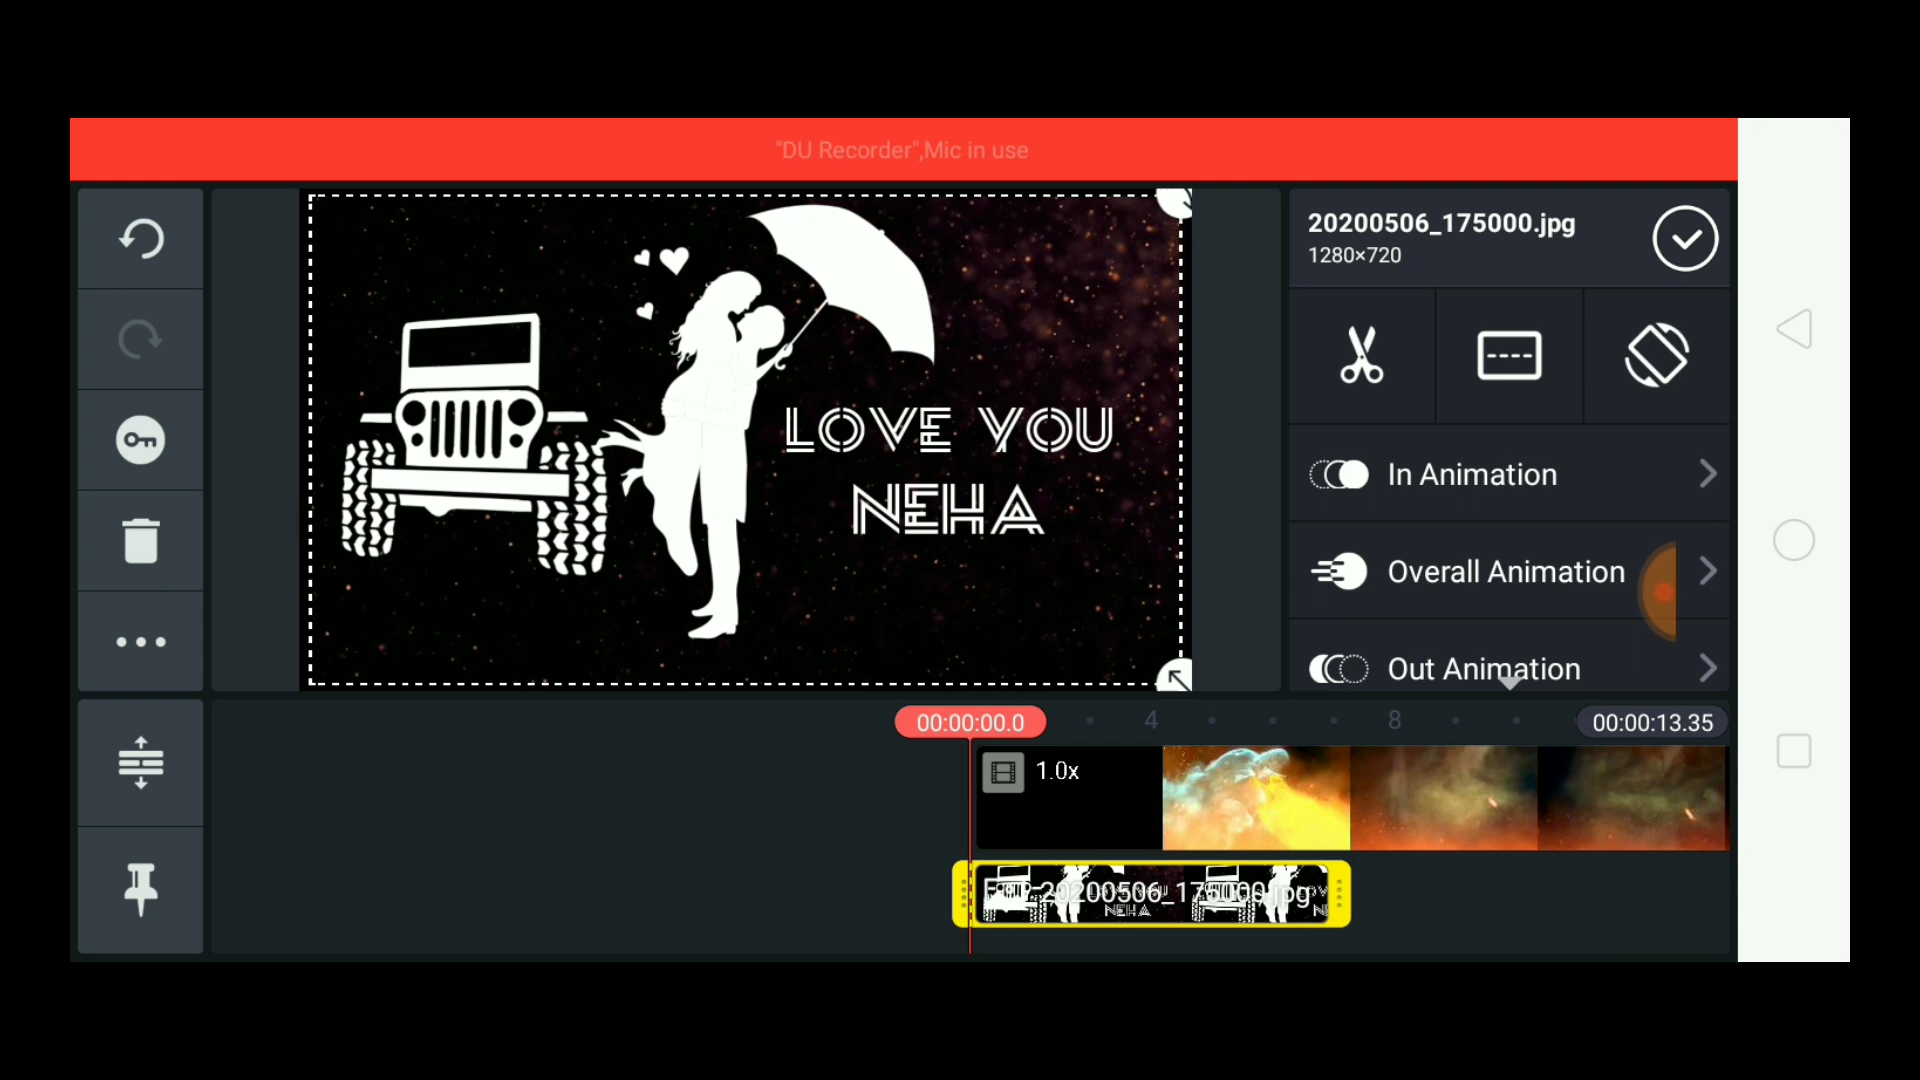 "DU Recorder",Mic in use
20200506_175000.jpg
1280×720
LOVE YOU
NEHA
In Animation
Overall Animation
Out Animation
00:00:00.0
4
8
00:00:13.35
1.0x
20200506_175000.jpg